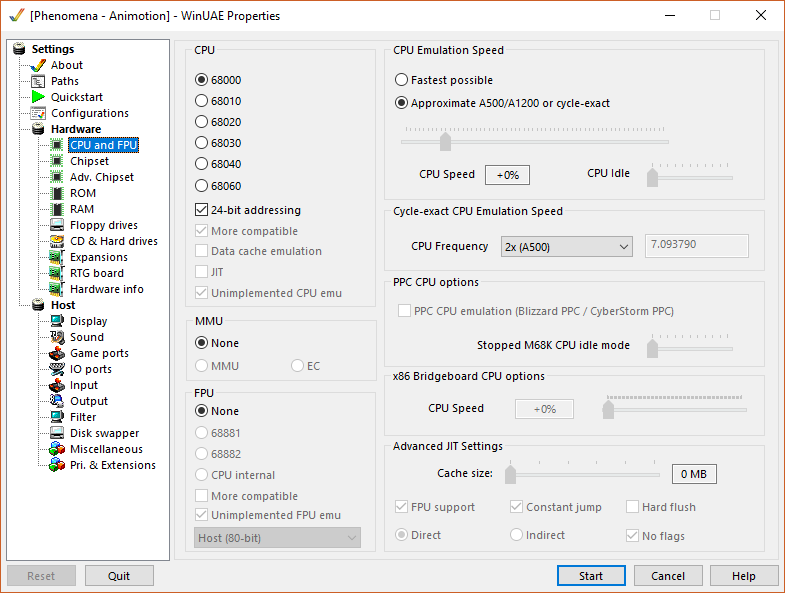 [Phenomena - Animotion] - WinUAE Properties
Settings
About
Paths
Quickstart
Configurations
Hardware
CPU and FPU
Chipset
Adv. Chipset
ROM
RAM
Floppy drives
CD & Hard drives
Expansions
RTG board
Hardware info
Host
Display
Sound
Game ports
IO ports
Input
Output
Filter
Disk swapper
Miscellaneous
Pri. & Extensions
CPU
68000
68010
68020
68030
68040
68060
24-bit addressing
More compatible
Data cache emulation
JIT
Unimplemented CPU emu
MMU
None
MMU EC
FPU
None
68881
68882
CPU internal
More compatible
Unimplemented FPU emu
Host (80-bit)
CPU Emulation Speed
Fastest possible
Approximate A500/A1200 or cycle-exact
CPU Speed +0% CPU Idle
Cycle-exact CPU Emulation Speed
CPU Frequency 2x (A500) 7.093790
PPC CPU options
PPC CPU emulation (Blizzard PPC / CyberStorm PPC)
Stopped M68K CPU idle mode
x86 Bridgeboard CPU options
CPU Speed +0%
Advanced JIT Settings
Cache size: 0 MB
FPU support Constant jump Hard flush
Direct Indirect No flags
Reset Quit Start Cancel Help